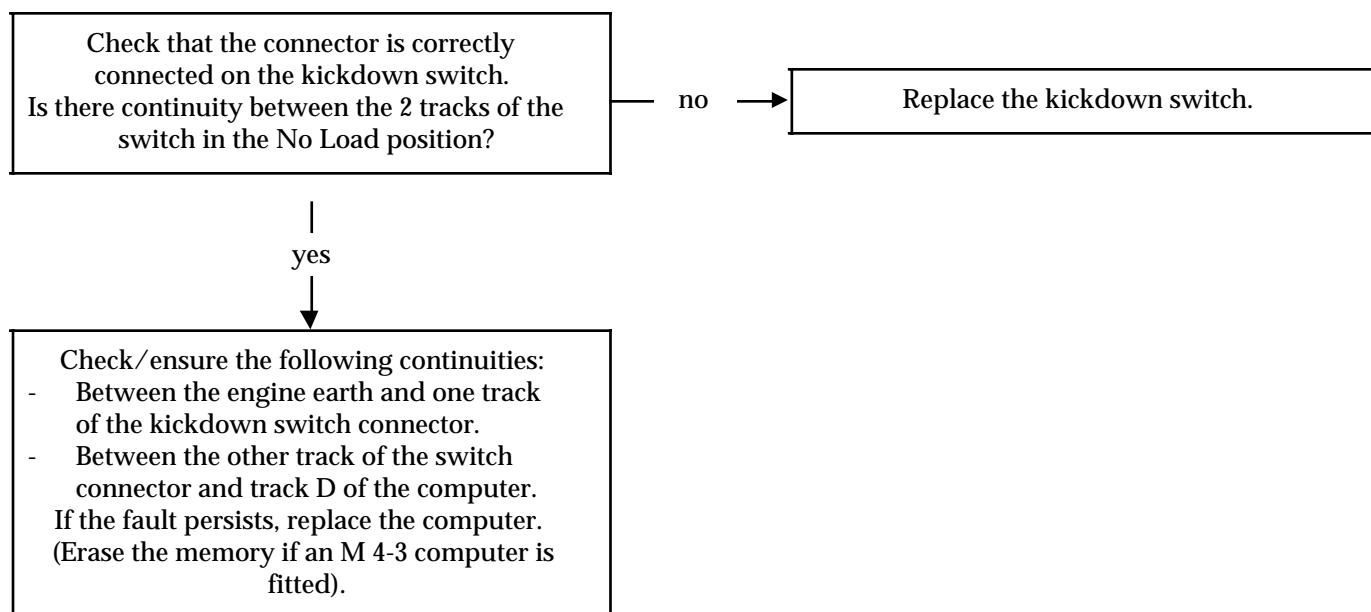 Check that the connector is correctly
connected on the kickdown switch.
Is there continuity between the 2 tracks of the
switch in the No Load position?
no
Replace the kickdown switch.
yes
Check/ensure the following continuities:
- Between the engine earth and one track
of the kickdown switch connector.
- Between the other track of the switch
connector and track D of the computer.
If the fault persists, replace the computer.
(Erase the memory if an M 4-3 computer is
fitted).